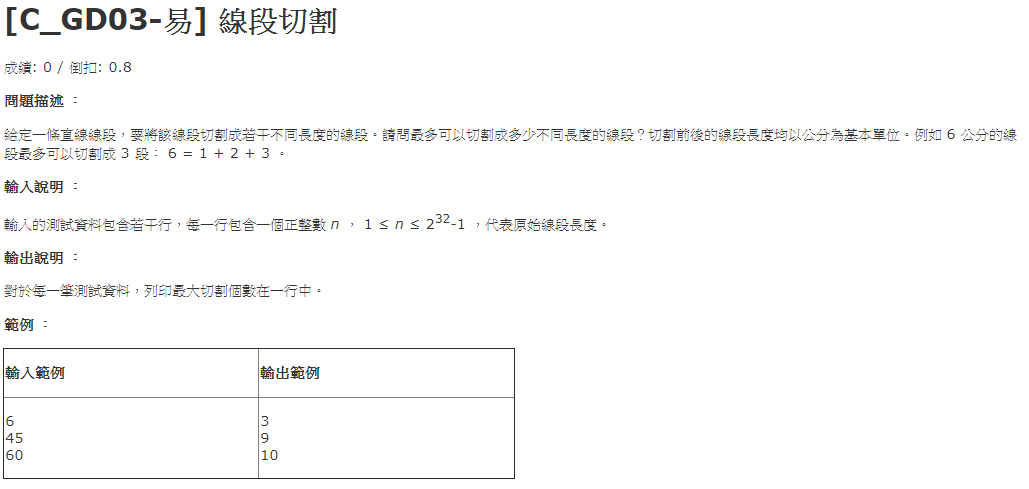 [C_GD03-易] 線段切割
成績: 0 / 倒扣: 0.8
問題描述 ：
給定一條直線線段，要將該線段切割成若干不同長度的線段。請問最多可以切割成多少不同長度的線段？切割前後的線段長度均以公分為基本單位。例如 6 公分的線
段最多可以切割成 3 段： 6 = 1 + 2 + 3 。
輸入說明 ：
輸入的測試資料包含若干行，每一行包含一個正整數 n ， 1 ≤ n ≤ 2^32-1 ，代表原始線段長度。
輸出說明 ：
對於每一筆測試資料，列印最大切割個數在一行中。
範例 ：
輸入範例 輸出範例
6 3
45 9
60 10